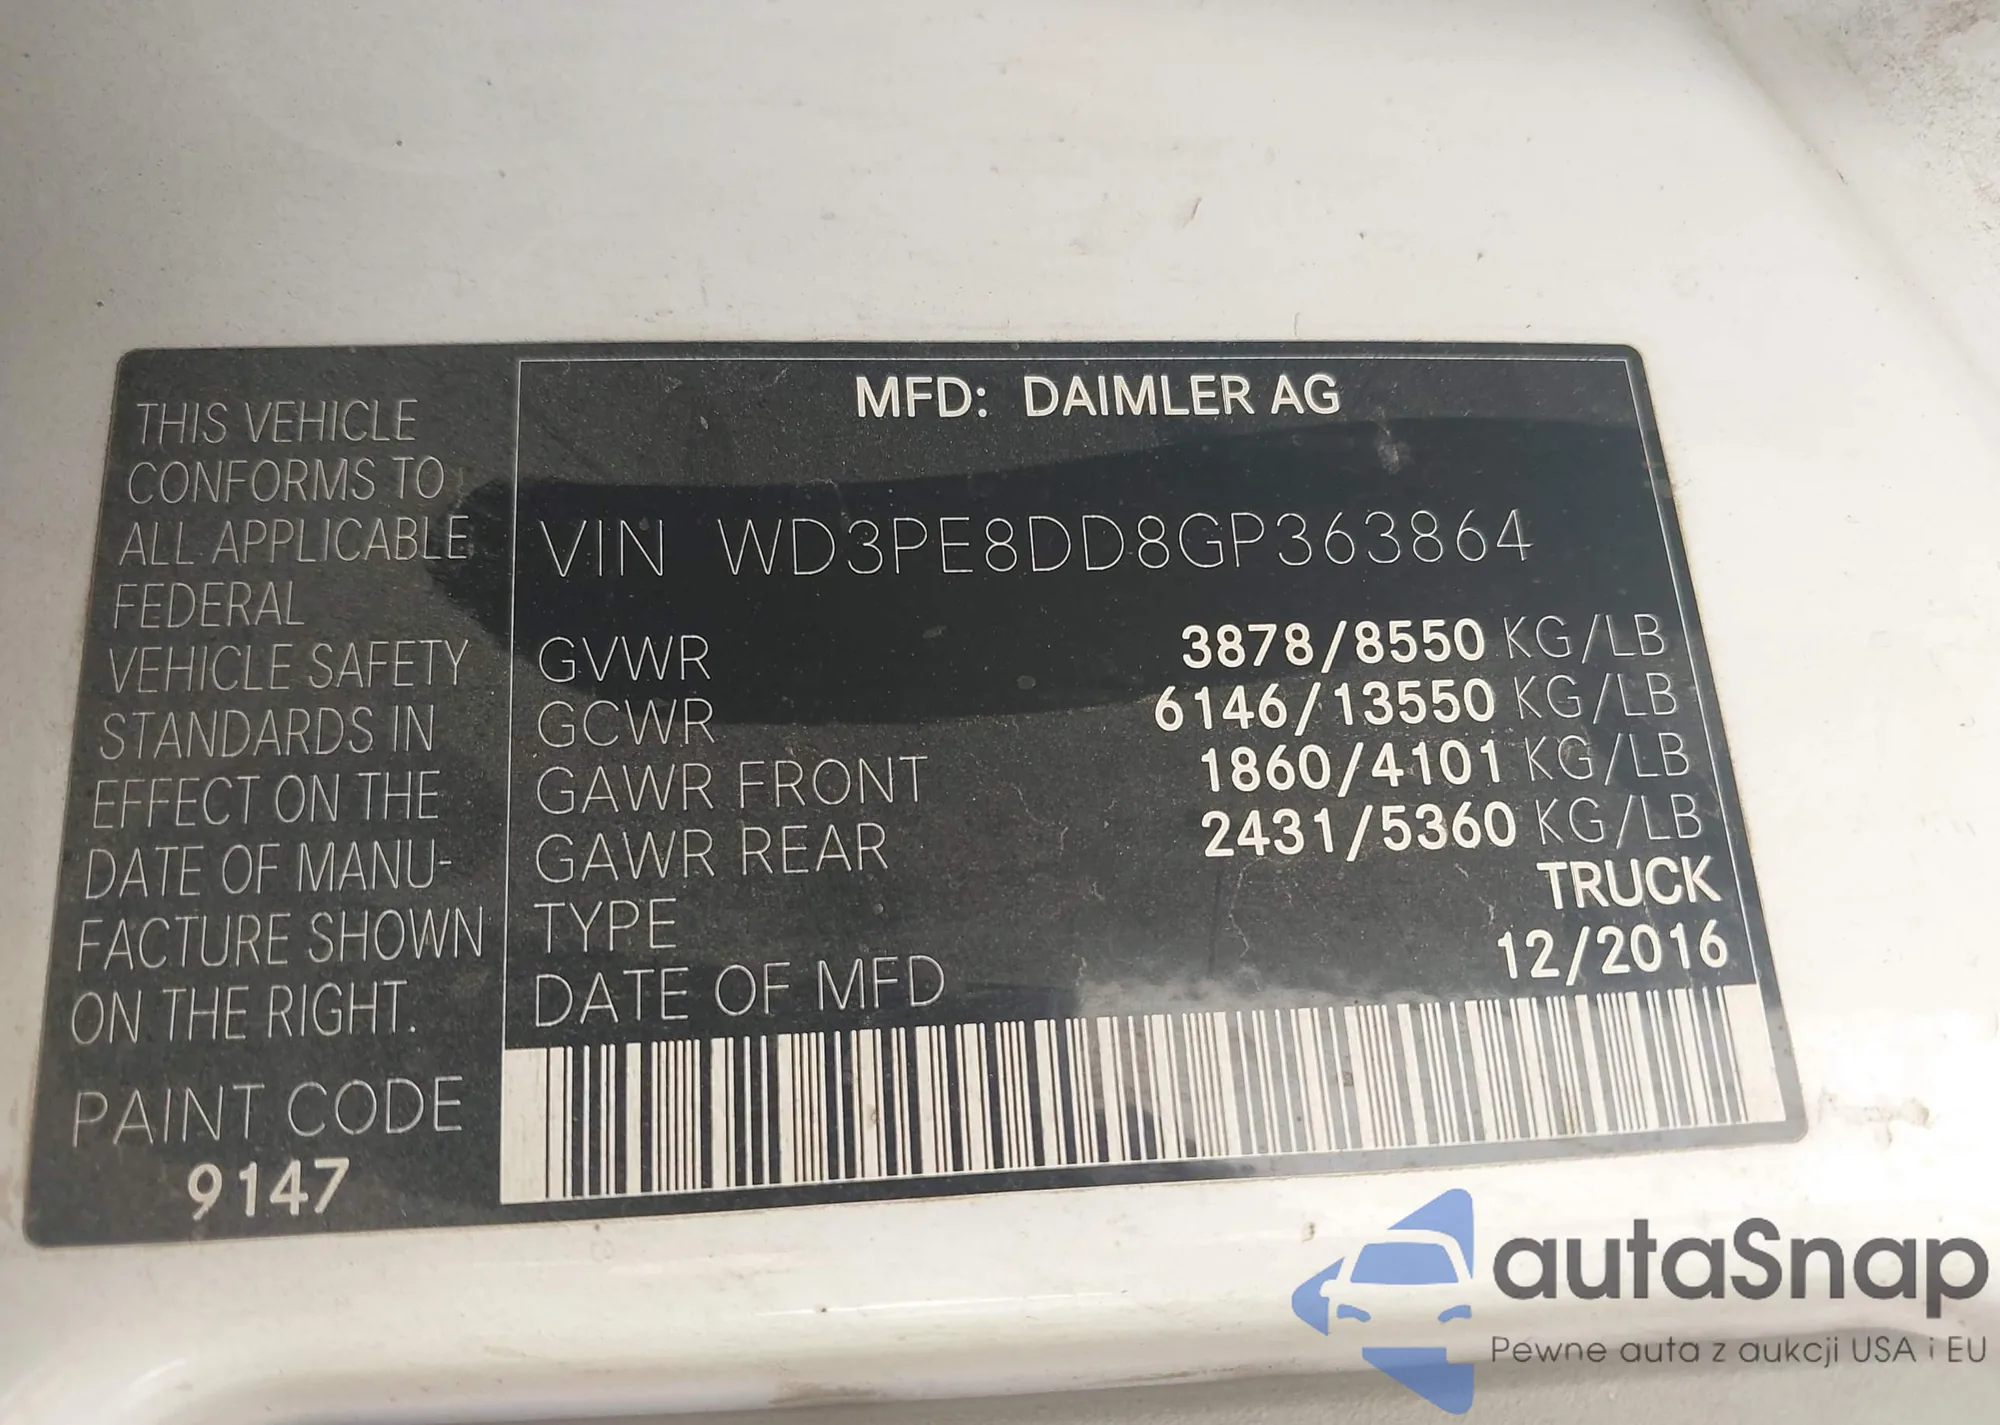 THIS VEHICLE
CONFORMS TO
ALL APPLICABLE
FEDERAL
VEHICLE SAFETY
STANDARDS IN
EFFECT ON THE
DATE OF MANU-
FACTURE SHOWN
ON THE RIGHT.
PAINT CODE
9147
MFD: DAIMLER AG
VIN WD3PE8DD8GP363864
GVWR 3878/8550 KG/LB
GCWR 6146/13550 KG/LB
GAWR FRONT 1860/4101 KG/LB
GAWR REAR 2431/5360 KG/LB
TYPE TRUCK
DATE OF MFD 12/2016
autaSnap
Pewne auta z aukcji USA i EU